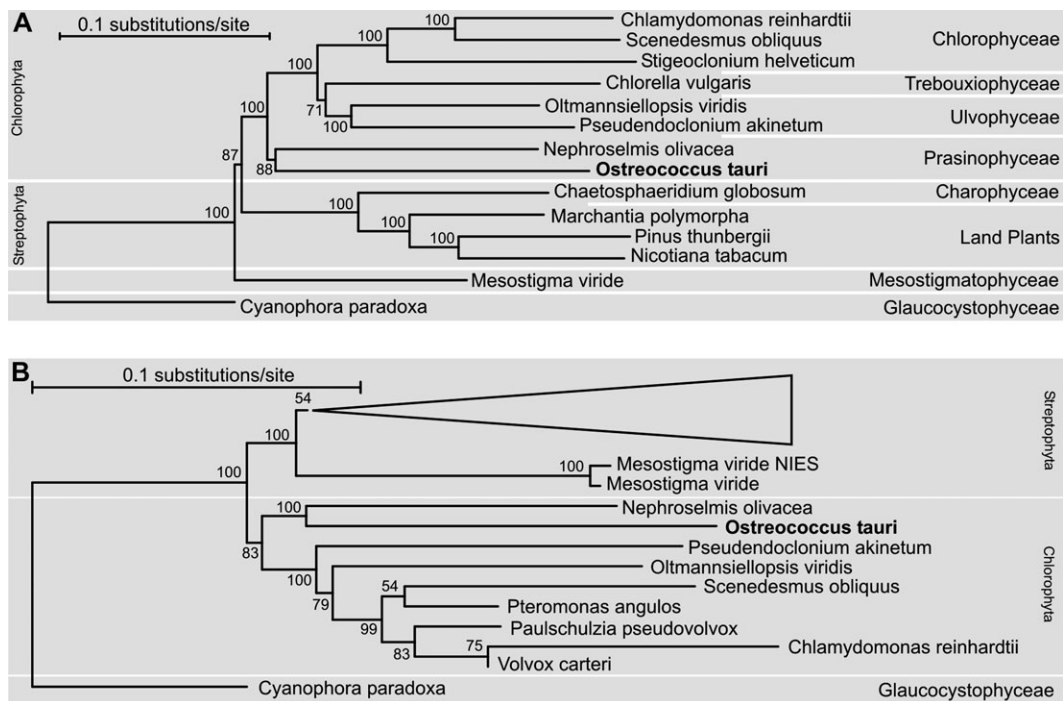 A
0.1 substitutions/site
Chlorophyta
Streptophyta
100
Chlamydomonas reinhardtii
100
Scenedesmus obliquus
Chlorophyceae
100
Stigeoclonium helveticum
Chlorella vulgaris
Trebouxiophyceae
100
71
Oltmannsiellopsis viridis
Ulvophyceae
100
Pseudendoclonium akinetum
87
Nephroselmis olivacea
Prasinophyceae
88
Ostreococcus tauri
100
Chaetosphaeridium globosum
Charophyceae
100
Marchantia polymorpha
100
Pinus thunbergii
Land Plants
100
Nicotiana tabacum
Mesostigma viride
Mesostigmatophyceae
Cyanophora paradoxa
Glaucocystophyceae
B
0.1 substitutions/site
54
Streptophyta
100
100
Mesostigma viride NIES
Mesostigma viride
100
100
Nephroselmis olivacea
Ostreococcus tauri
83
Pseudendoclonium akinetum
Chlorophyta
100
Oltmannsiellopsis viridis
79
54
Scenedesmus obliquus
Pteromonas angulos
99
Paulschulzia pseudovolvox
83
75
Chlamydomonas reinhardtii
Volvox carteri
Cyanophora paradoxa
Glaucocystophyceae